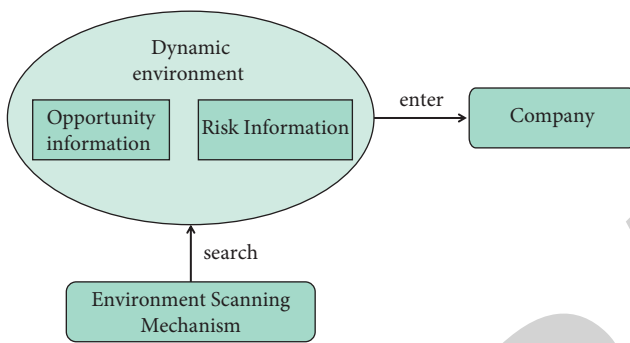 Dynamic
environment
Opportunity
information
Risk Information
enter
Company
search
Environment Scanning
Mechanism